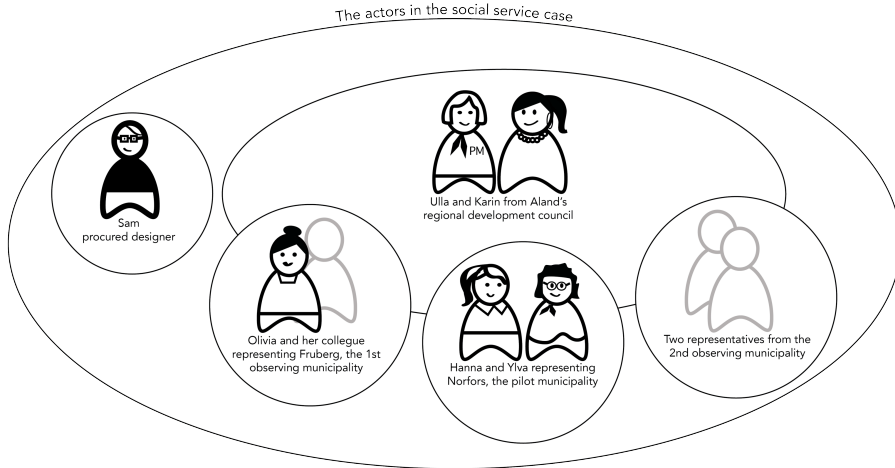 The actors in the social service case
PM
Ulla and Karin from Aland's
regional development council
Sam
procured designer
Olivia and her collegue
representing Fruberg, the 1st
observing municipality
Hanna and Ylva representing
Norfors, the pilot municipality
Two representatives from the
2nd observing municipality